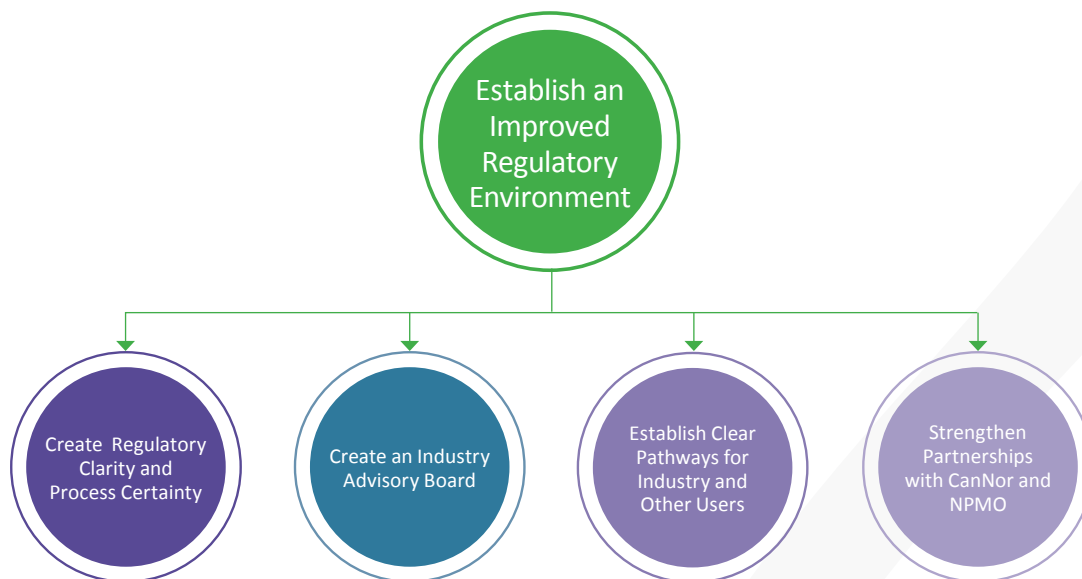 Establish an
Improved
Regulatory
Environment
Create  Regulatory
Clarity and
Process Certainty
Create an Industry
Advisory Board
Establish Clear
Pathways for
Industry and
Other Users
Strengthen
Partnerships
with CanNor and
NPMO